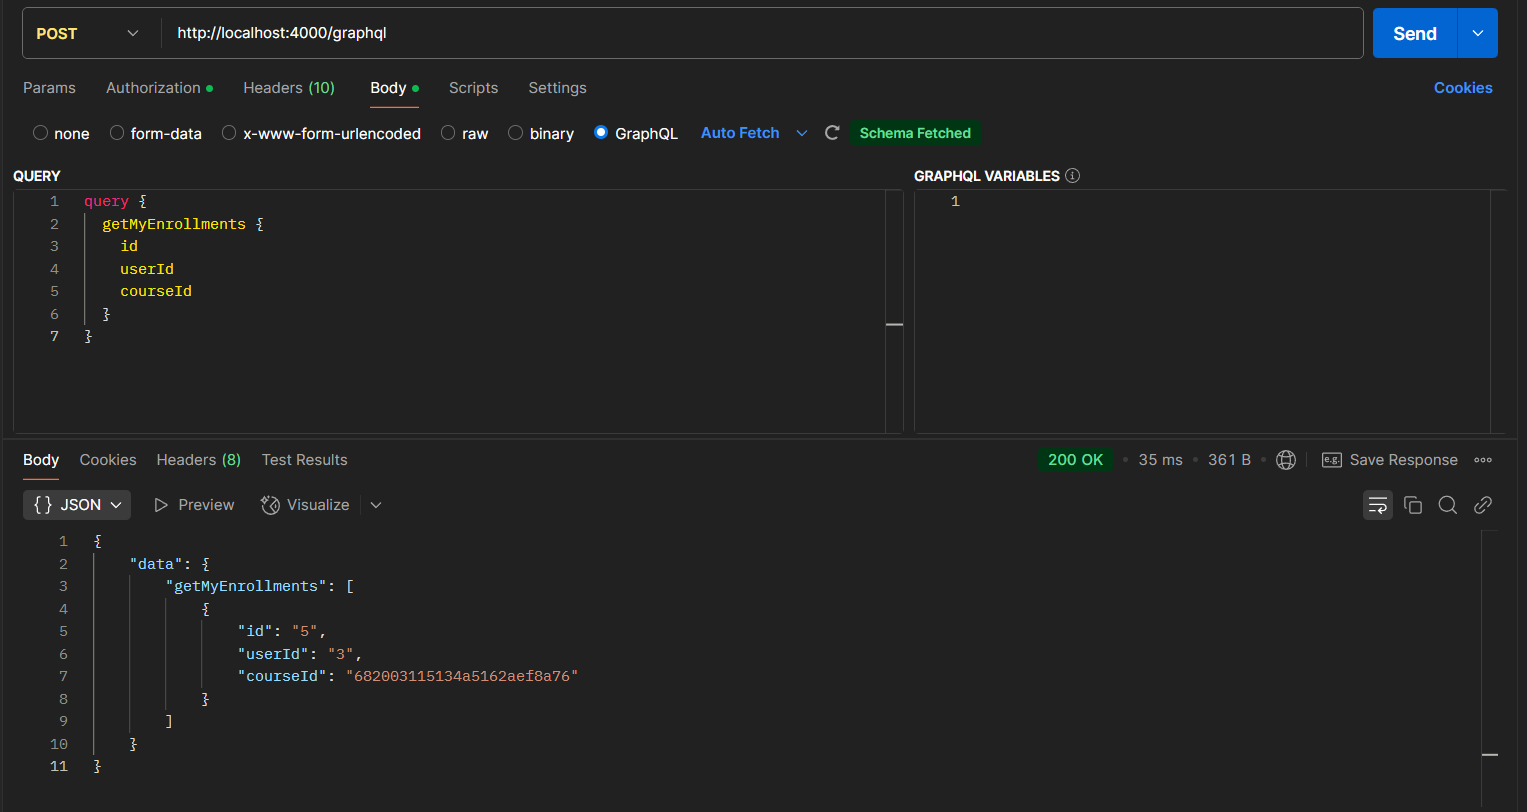 POST http://localhost:4000/graphql Send
Params Authorization Headers (10) Body Scripts Settings Cookies
none form-data x-www-form-urlencoded raw binary GraphQL Auto Fetch Schema Fetched
QUERY
1 query {
2 getMyEnrollments {
3 id
4 userId
5 courseId
6 }
7 }
GRAPHQL VARIABLES
1
Body Cookies Headers (8) Test Results 200 OK • 35 ms • 361 B • e.g. Save Response
{} JSON Preview Visualize
1 {
2 "data": {
3 "getMyEnrollments": [
4 {
5 "id": "5",
6 "userId": "3",
7 "courseId": "682003115134a5162aef8a76"
8 }
9 ]
10 }
11 }